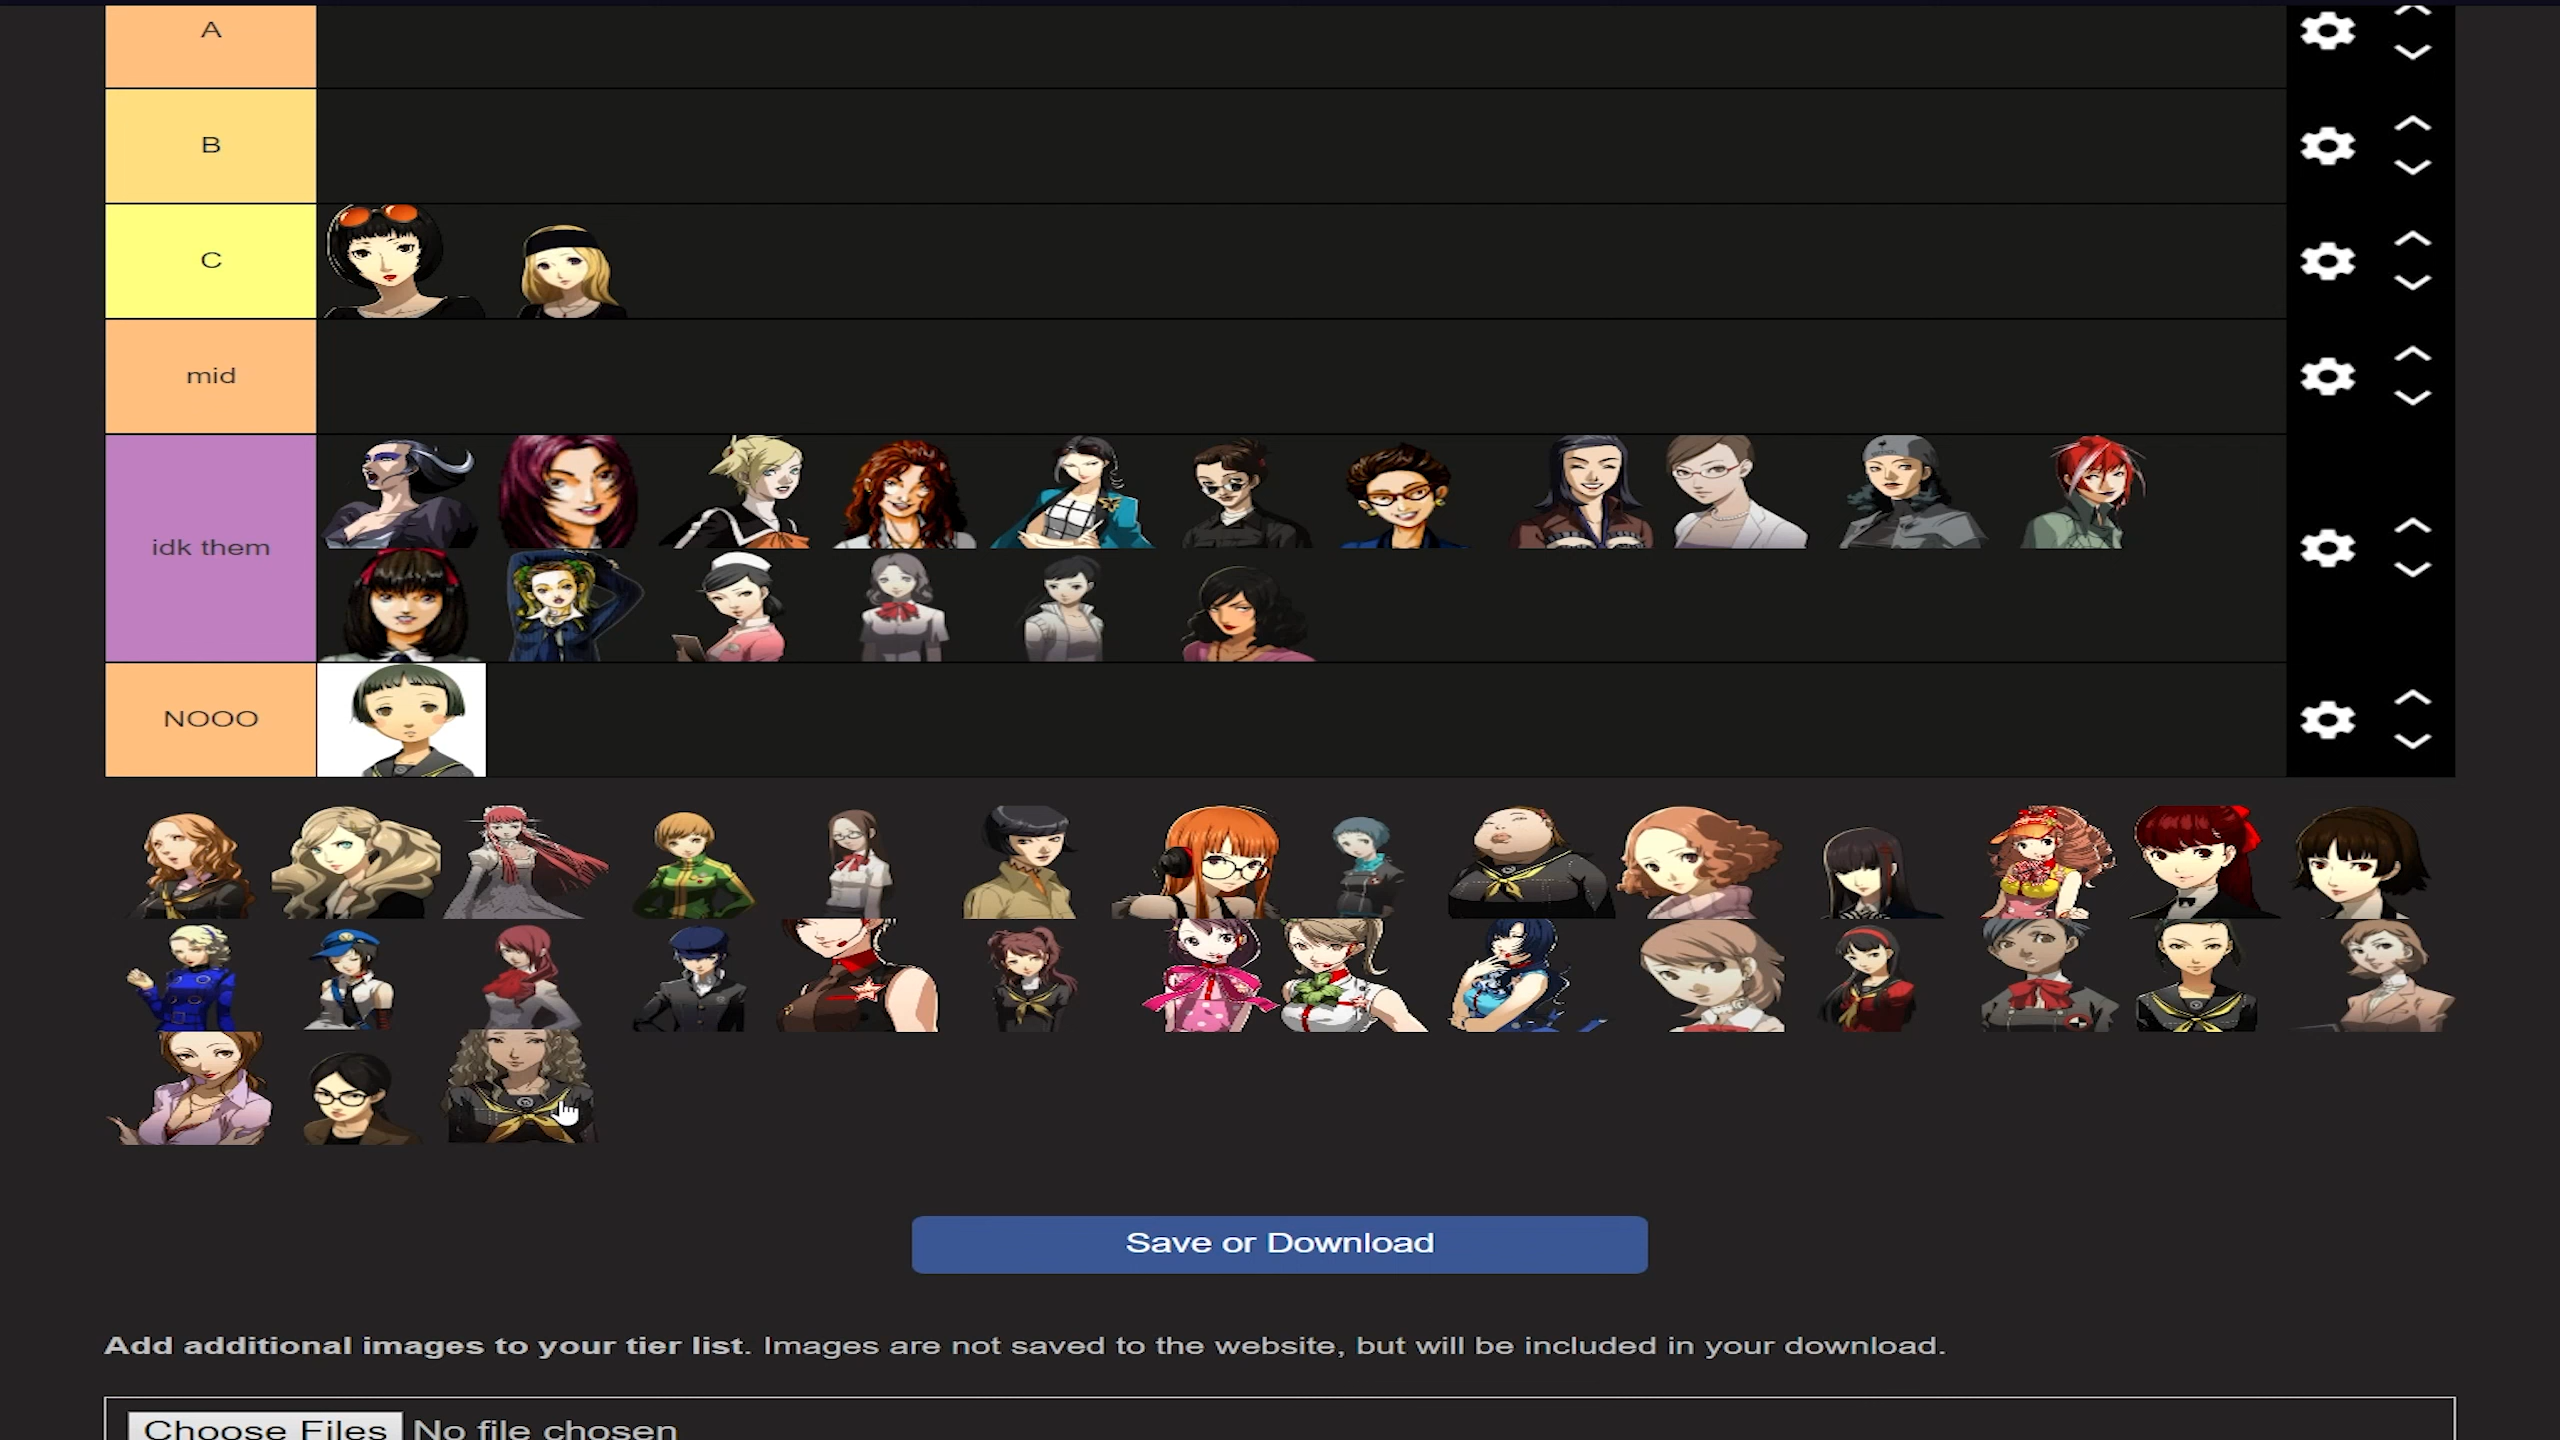 A
B
C
mid
idk them
NOOO
Save or Download
Add additional images to your tier list. Images are not saved to the website, but will be included in your download.
Choose Files No file chosen